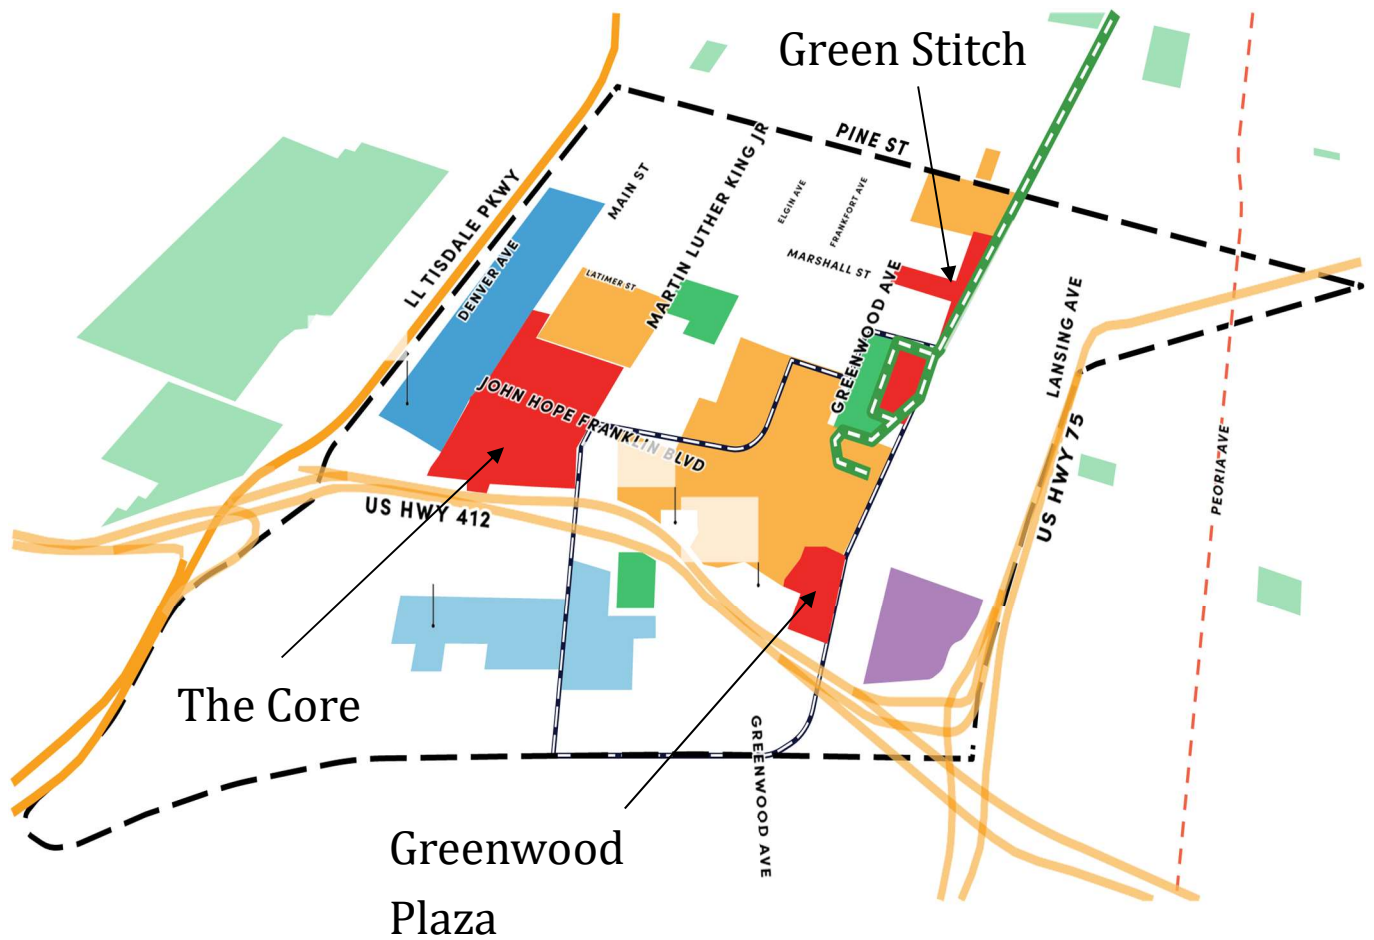 Green Stitch
PINE ST
MARTIN LUTHER KING JR
MAIN ST
LL TISDALE PKWY
ELGIN AVE
FRANKFORT AVE
DENVER AVE
LATIMER ST
MARSHALL ST
GREENWOOD AVE
LANSING AVE
JOHN HOPE FRANKLIN BLVD
US HWY 75
PEORIA AVE
US HWY 412
The Core
GREENWOOD AVE
Greenwood
Plaza